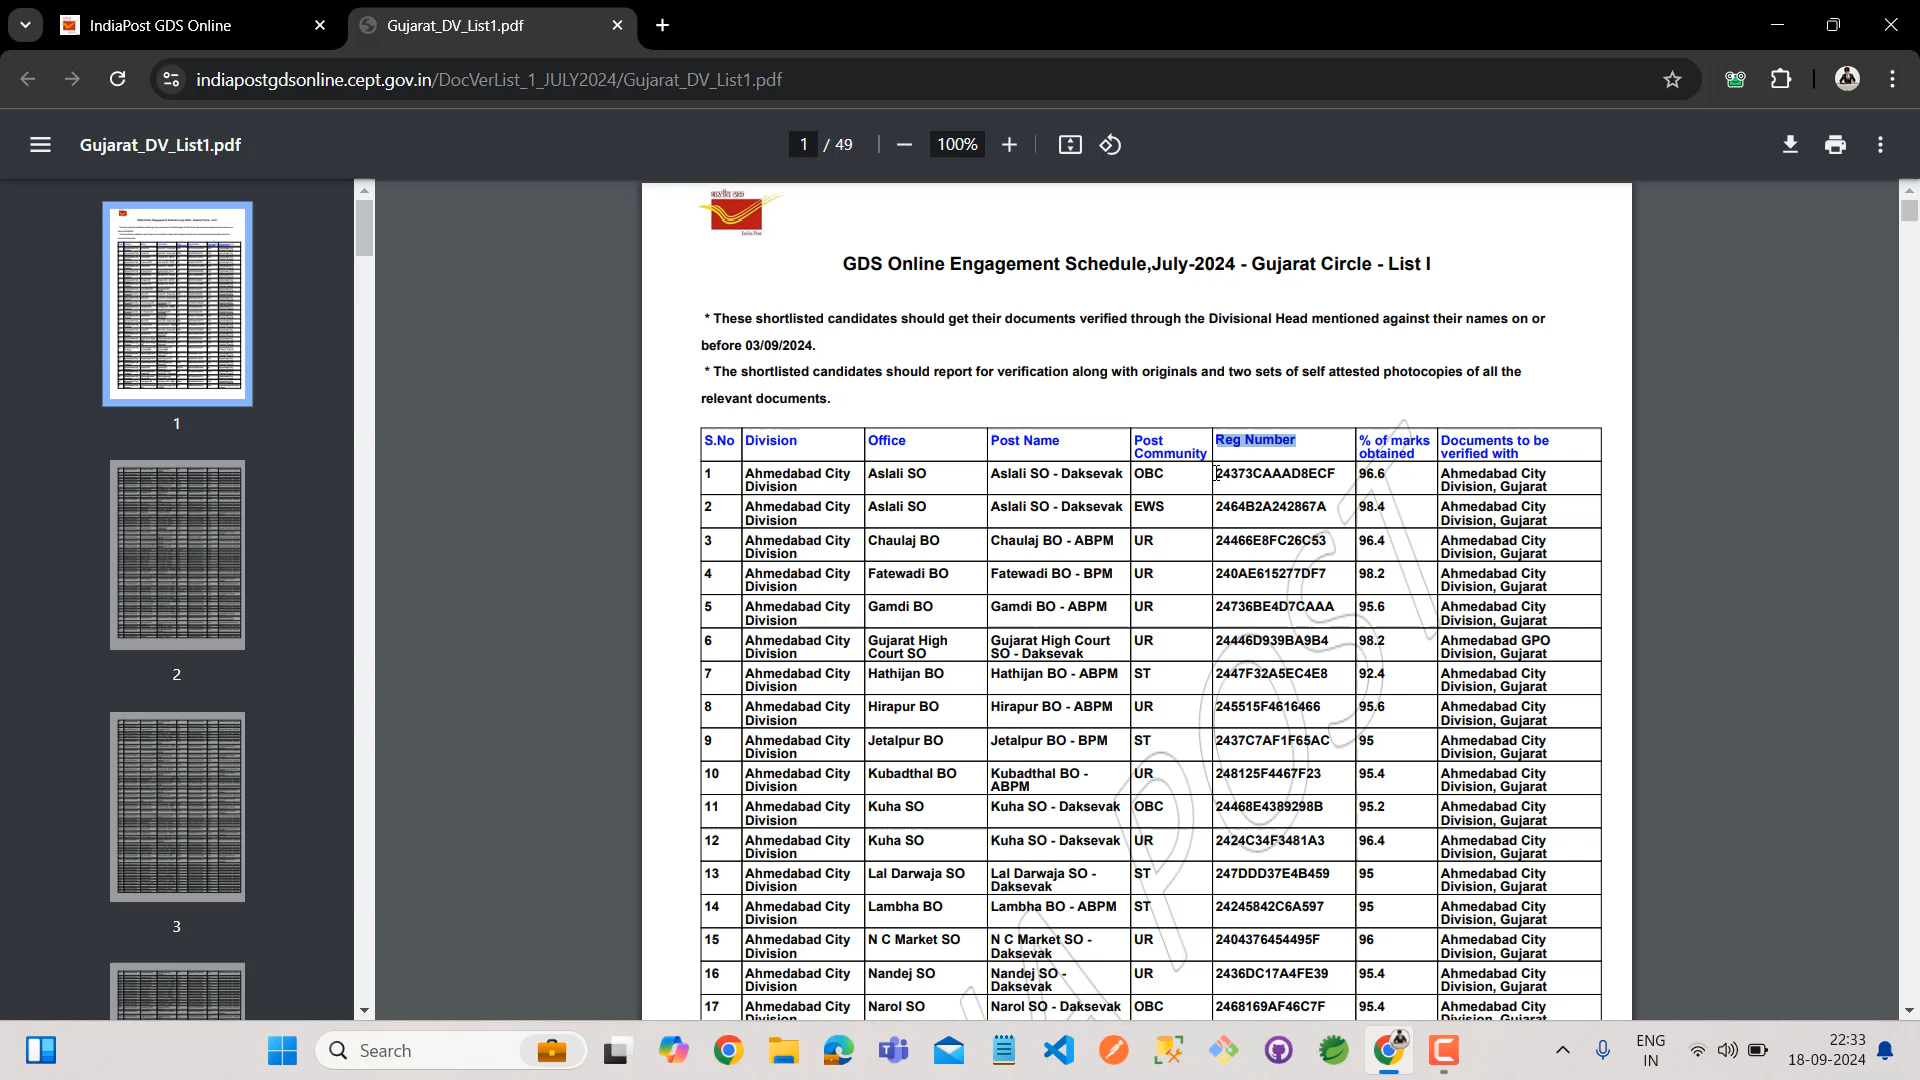 IndiaPost GDS Online
Gujarat_DV_List1.pdf
indiapostgdsonline.cept.gov.in/DocVerList_1_JULY2024/Gujarat_DV_List1.pdf
Gujarat_DV_List1.pdf
1 / 49
100%
भारतीय डाक
India Post
GDS Online Engagement Schedule,July-2024 - Gujarat Circle - List I
* These shortlisted candidates should get their documents verified through the Divisional Head mentioned against their names on or
before 03/09/2024.
* The shortlisted candidates should report for verification along with originals and two sets of self attested photocopies of all the
relevant documents.
S.No Division Office Post Name Post Community Reg Number % of marks obtained Documents to be verified with
1 Ahmedabad City Division Aslali SO Aslali SO - Daksevak OBC 24373CAAAD8ECF 96.6 Ahmedabad City Division, Gujarat
2 Ahmedabad City Division Aslali SO Aslali SO - Daksevak EWS 2464B2A242867A 98.4 Ahmedabad City Division, Gujarat
3 Ahmedabad City Division Chaulaj BO Chaulaj BO - ABPM UR 24466E8FC26C53 96.4 Ahmedabad City Division, Gujarat
4 Ahmedabad City Division Fatewadi BO Fatewadi BO - BPM UR 240AE615277DF7 98.2 Ahmedabad City Division, Gujarat
5 Ahmedabad City Division Gamdi BO Gamdi BO - ABPM UR 24736BE4D7CAAA 95.6 Ahmedabad City Division, Gujarat
6 Ahmedabad City Division Gujarat High Court SO Gujarat High Court SO - Daksevak UR 24446D939BA9B4 98.2 Ahmedabad GPO Division, Gujarat
7 Ahmedabad City Division Hathijan BO Hathijan BO - ABPM ST 2447F32A5EC4E8 92.4 Ahmedabad City Division, Gujarat
8 Ahmedabad City Division Hirapur BO Hirapur BO - ABPM UR 245515F4616466 95.6 Ahmedabad City Division, Gujarat
9 Ahmedabad City Division Jetalpur BO Jetalpur BO - BPM ST 2437C7AF1F65AC 95 Ahmedabad City Division, Gujarat
10 Ahmedabad City Division Kubadthal BO Kubadthal BO - ABPM UR 248125F4467F23 95.4 Ahmedabad City Division, Gujarat
11 Ahmedabad City Division Kuha SO Kuha SO - Daksevak OBC 24468E4389298B 95.2 Ahmedabad City Division, Gujarat
12 Ahmedabad City Division Kuha SO Kuha SO - Daksevak UR 2424C34F3481A3 96.4 Ahmedabad City Division, Gujarat
13 Ahmedabad City Division Lal Darwaja SO Lal Darwaja SO - Daksevak ST 247DDD37E4B459 95 Ahmedabad City Division, Gujarat
14 Ahmedabad City Division Lambha BO Lambha BO - ABPM ST 24245842C6A597 95 Ahmedabad City Division, Gujarat
15 Ahmedabad City Division N C Market SO N C Market SO - Daksevak UR 2404376454495F 96 Ahmedabad City Division, Gujarat
16 Ahmedabad City Division Nandej SO Nandej SO - Daksevak UR 2436DC17A4FE39 95.4 Ahmedabad City Division, Gujarat
17 Ahmedabad City Division Narol SO Narol SO - Daksevak OBC 2468169AF46C7F 95.4 Ahmedabad City Division, Gujarat
A POST
1
2
3
Search
ENG
IN
22:33
18-09-2024